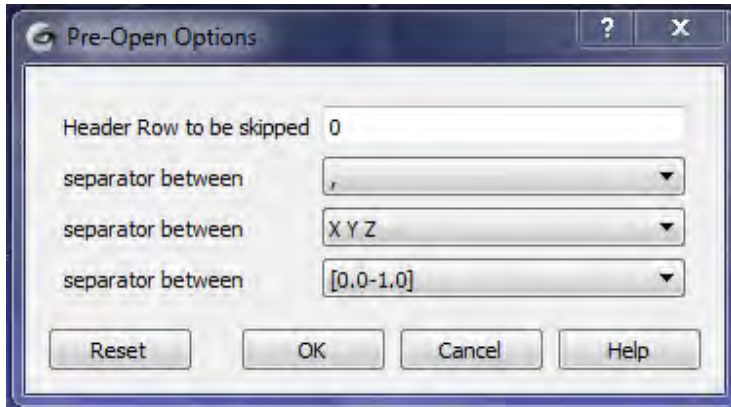 Pre-Open Options ? X
Header Row to be skipped 0
separator between ,
separator between X Y Z
separator between [0.0-1.0]
Reset OK Cancel Help